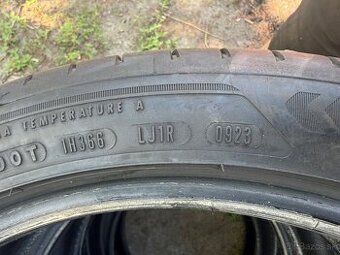 A TEMPERATURE A
DOT 1H366 LJ1R 0923